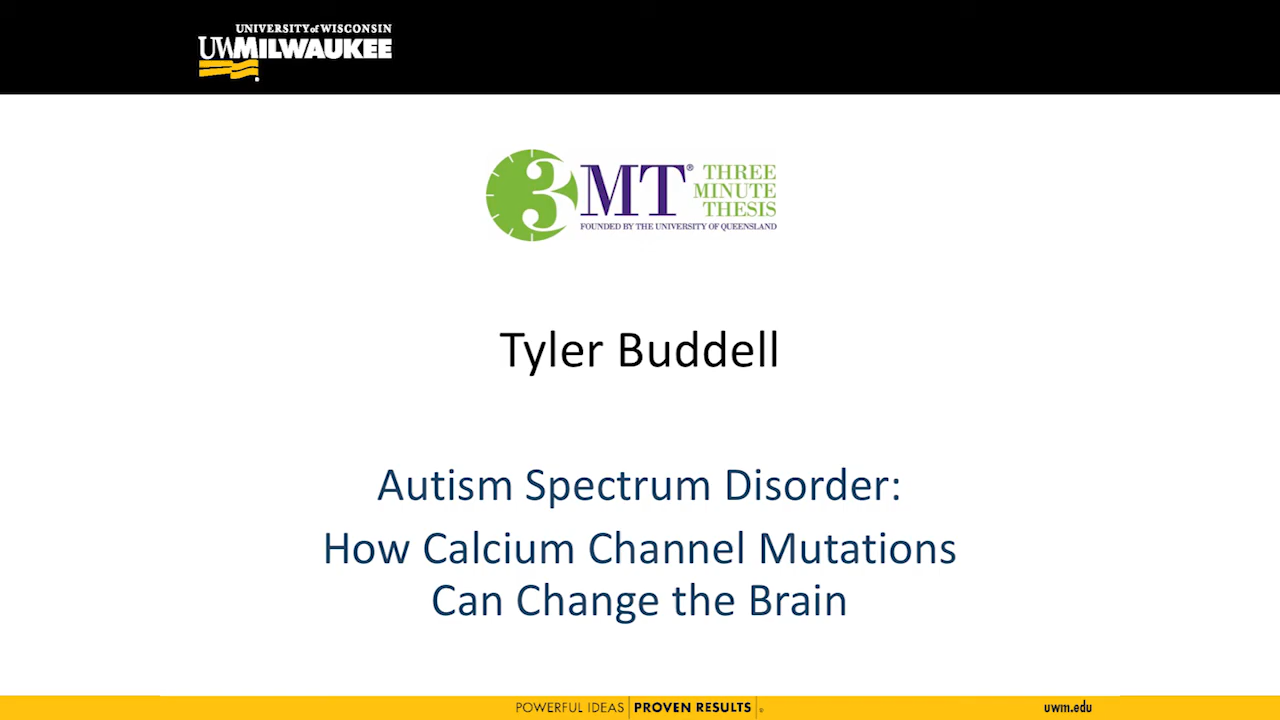 UNIVERSITY of WISCONSIN
UWMILWAUKEE
3MT® THREE
MINUTE
THESIS
FOUNDED BY THE UNIVERSITY OF QUEENSLAND
Tyler Buddell
Autism Spectrum Disorder:
How Calcium Channel Mutations
Can Change the Brain
POWERFUL IDEAS | PROVEN RESULTS ®
uwm.edu